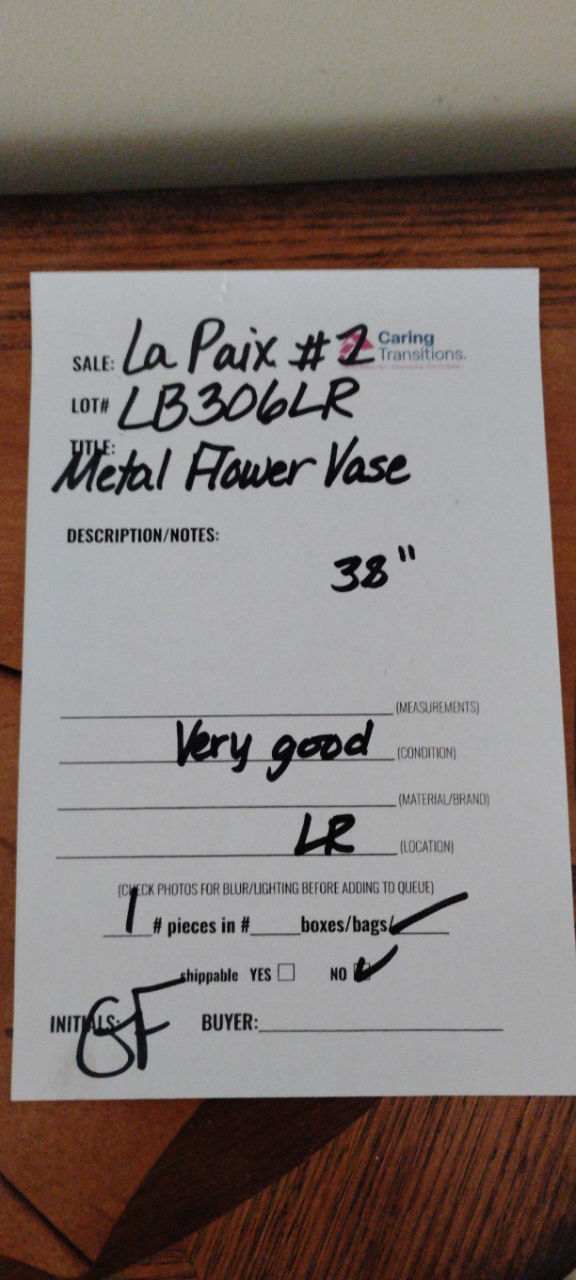 SALE: La Paix #2 Caring Transitions.
LOT# LB306LR
TITLE: Metal Flower Vase
DESCRIPTION/NOTES:
38"
(MEASUREMENTS)
Very good (CONDITION)
(MATERIAL/BRAND)
LR (LOCATION)
(CHECK PHOTOS FOR BLUR/LIGHTING BEFORE ADDING TO QUEUE)
1 # pieces in #_____ boxes/bags/
shippable YES ☐ NO ☑
INITIALS: BUYER: